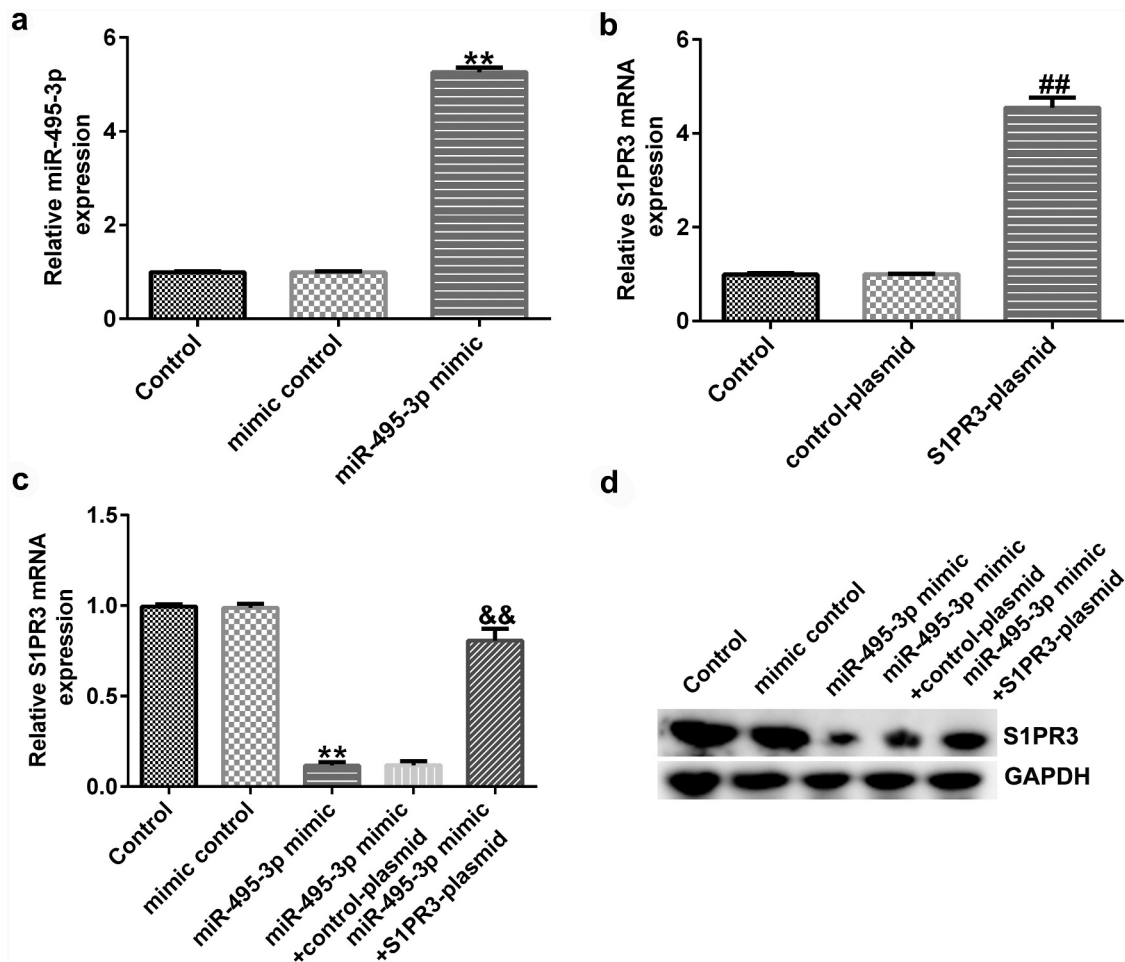 a
Relative miR-495-3p
expression
6
4
2
0
**
Control
mimic control
miR-495-3p mimic
b
Relative S1PR3 mRNA
expression
6
4
2
0
##
Control
control-plasmid
S1PR3-plasmid
c
Relative S1PR3 mRNA
expression
1.5
1.0
0.5
0.0
**
&&
Control
mimic control
miR-495-3p mimic
miR-495-3p mimic
+control-plasmid
miR-495-3p mimic
+S1PR3-plasmid
d
Control
mimic control
miR-495-3p mimic
miR-495-3p mimic
+control-plasmid
miR-495-3p mimic
+S1PR3-plasmid
S1PR3
GAPDH